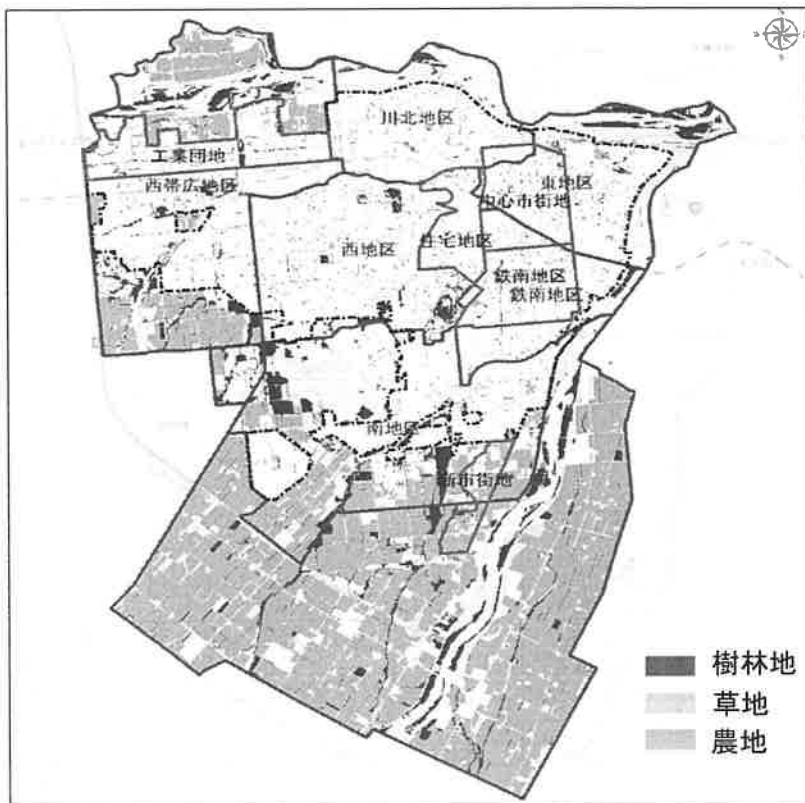 川北地区
工業団地
西帯広地区
東地区
中心市街地
西地区
住宅地区
鉄南地区
鉄南地区
南地区
新市街地
樹林地
草地
農地